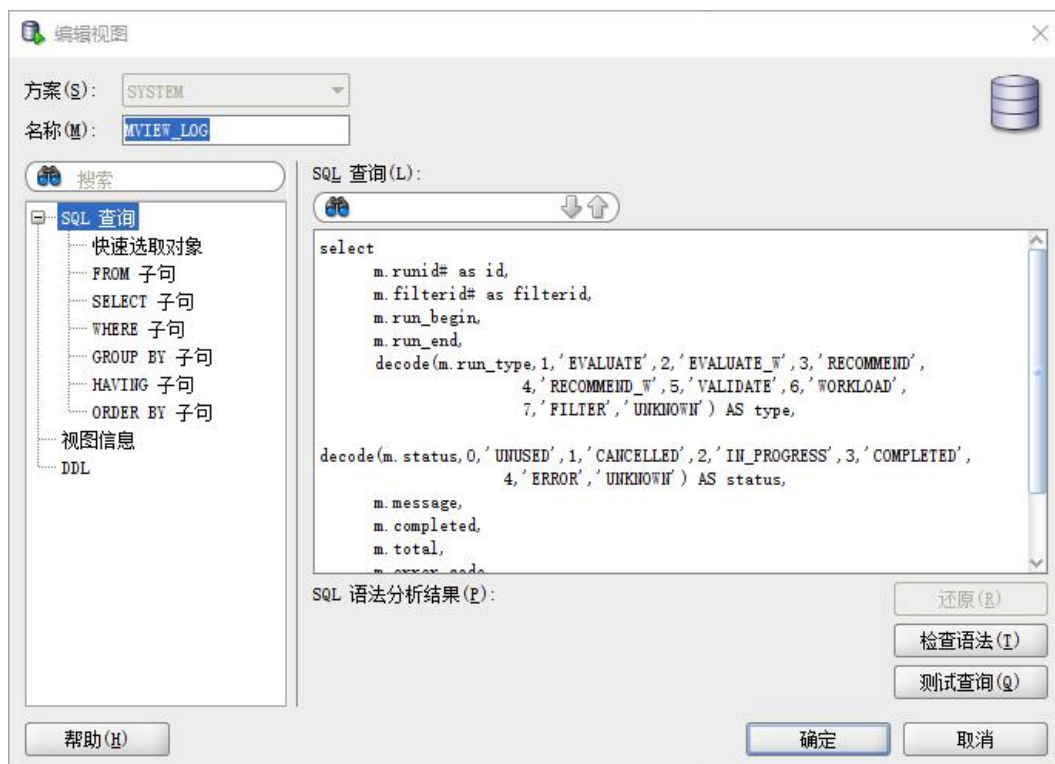 编辑视图
方案(S):
SYSTEM
名称(M):
MVIEW_LOG
搜索
SQL 查询
快速选取对象
FROM 子句
SELECT 子句
WHERE 子句
GROUP BY 子句
HAVING 子句
ORDER BY 子句
视图信息
DDL
SQL 查询(L):
select
m.runid# as id,
m.filterid# as filterid,
m.run_begin,
m.run_end,
decode(m.run_type,1,'EVALUATE',2,'EVALUATE_W',3,'RECOMMEND',
4,'RECOMMEND_W',5,'VALIDATE',6,'WORKLOAD',
7,'FILTER','UNKNOWN') AS type,
decode(m.status,0,'UNUSED',1,'CANCELLED',2,'IN_PROGRESS',3,'COMPLETED',
4,'ERROR','UNKNOWN') AS status,
m.message,
m.completed,
m.total,
m.error_code
SQL 语法分析结果(P):
还原(R)
检查语法(T)
测试查询(Q)
帮助(H)
确定
取消